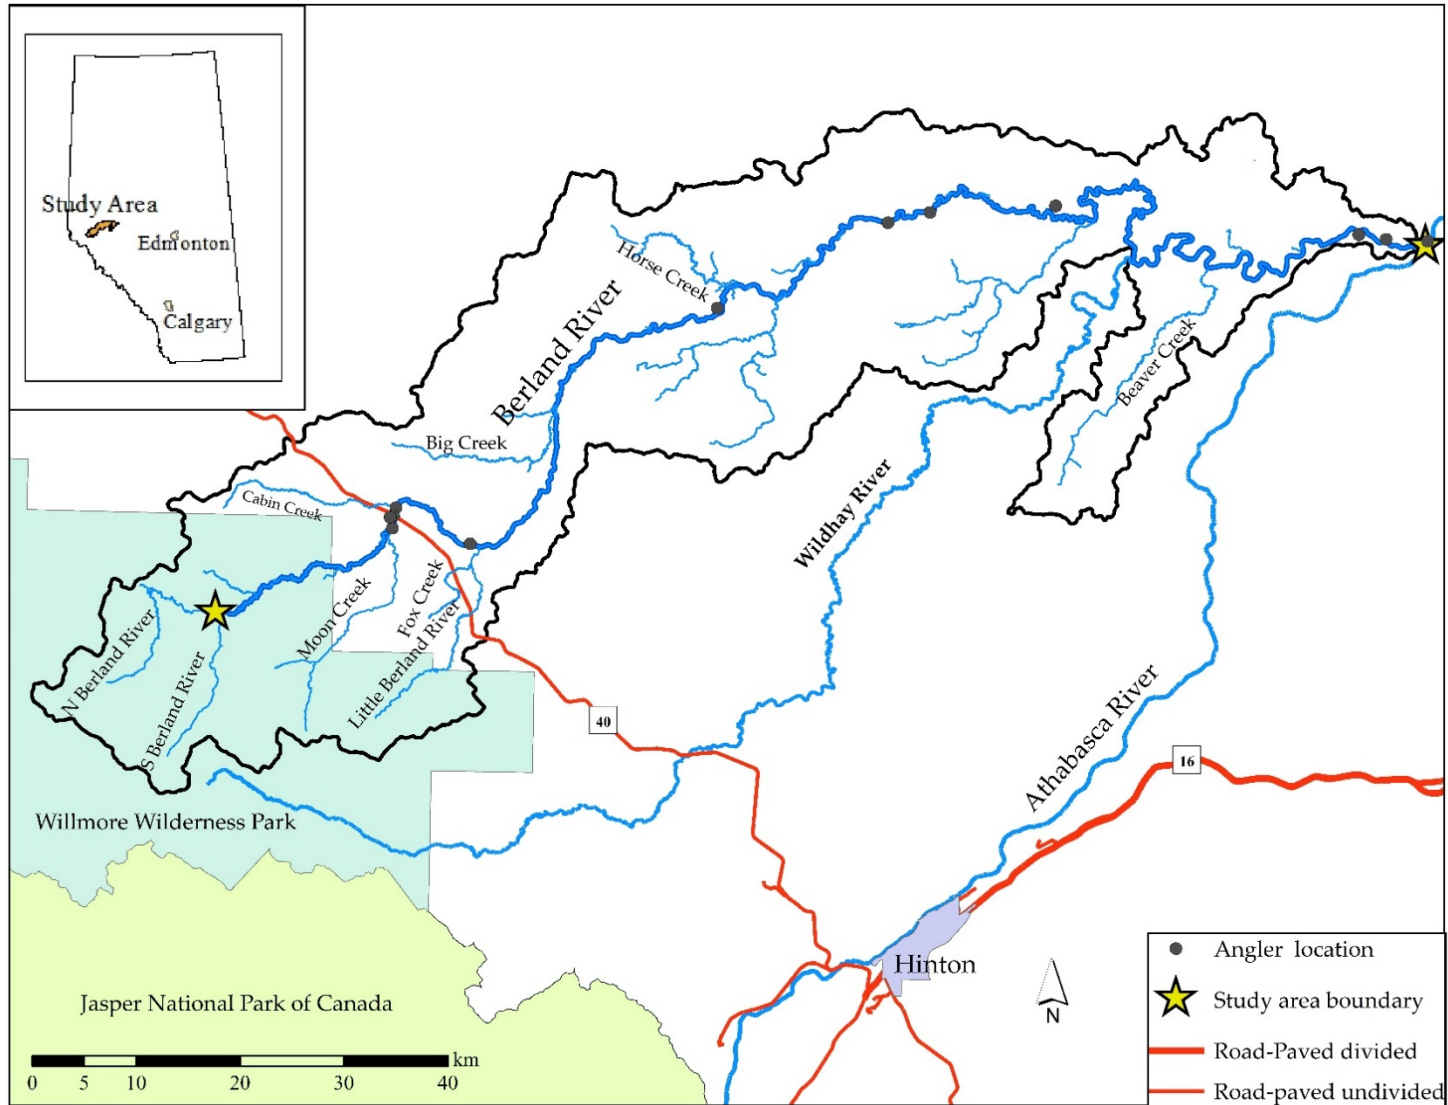 Study Area
Edmonton
Calgary
Horse Creek
Berland River
Beaver Creek
Big Creek
Cabin Creek
Wildhay River
Moon Creek
Fox Creek
Little Berland River
N Berland River
S Berland River
40
Athabasca River
16
Willmore Wilderness Park
Hinton
Jasper National Park of Canada
N
km
0 5 10 20 30 40
Angler location
Study area boundary
Road-Paved divided
Road-paved undivided